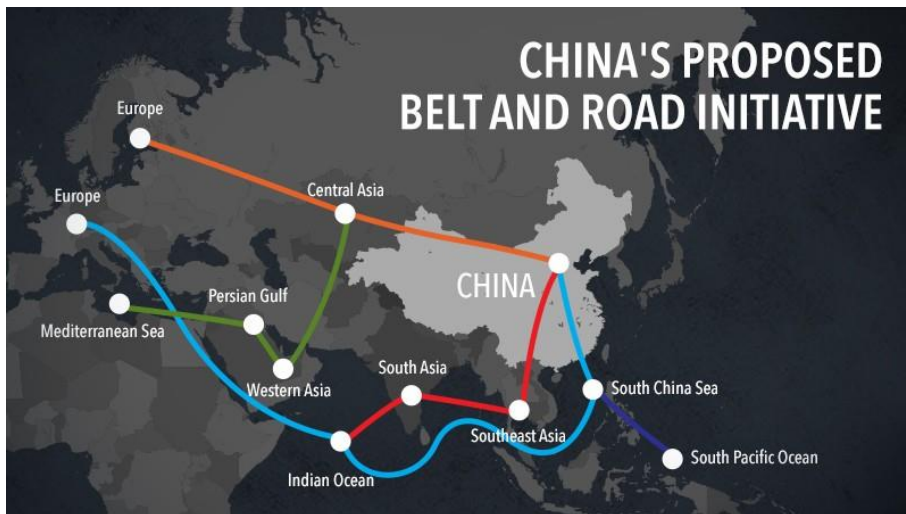 CHINA'S PROPOSED
BELT AND ROAD INITIATIVE
Europe
Central Asia
Europe
CHINA
Persian Gulf
Mediterranean Sea
South Asia
Western Asia
South China Sea
Southeast Asia
South Pacific Ocean
Indian Ocean